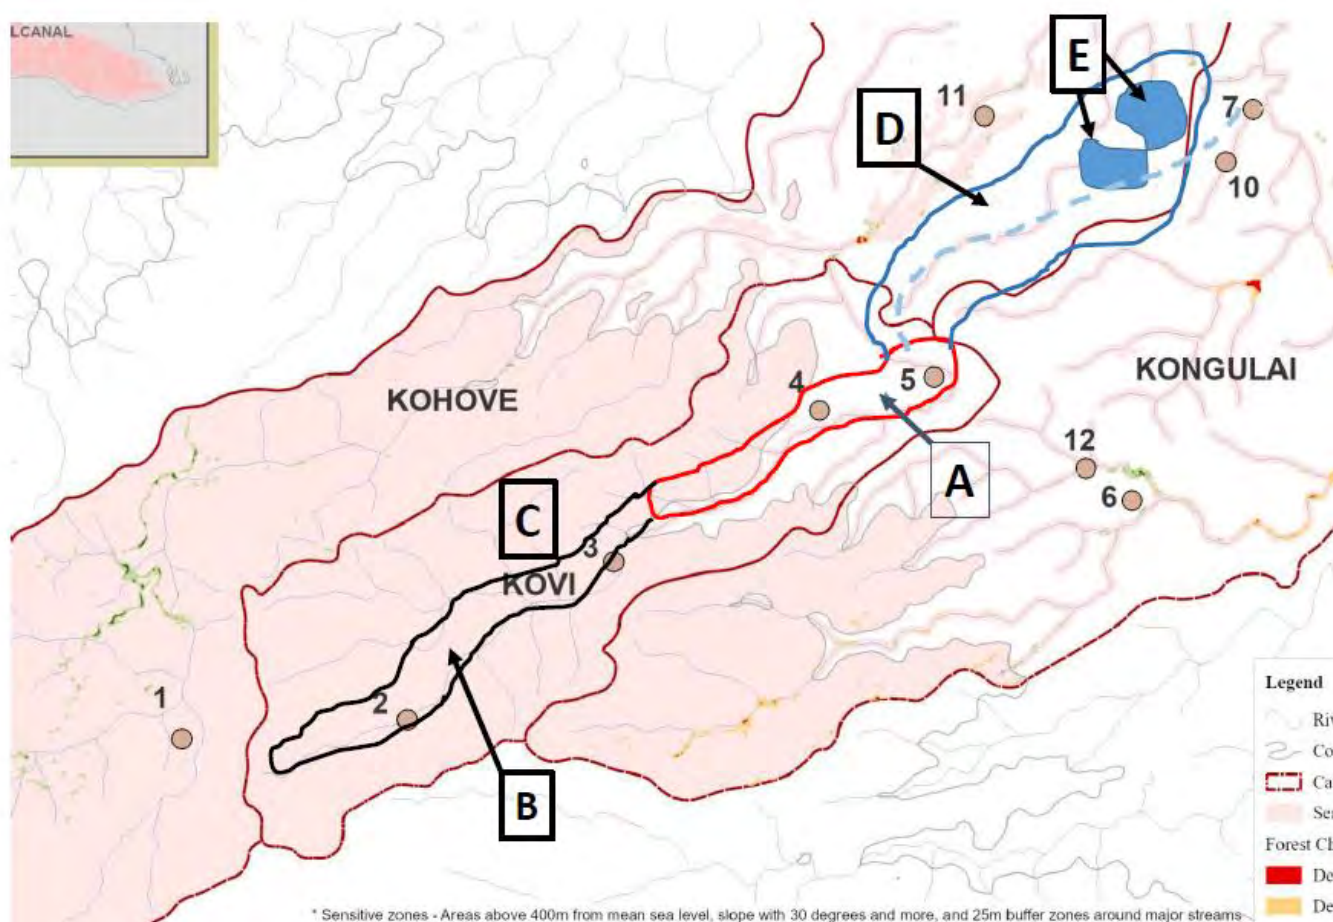 LCANAL
E
11
7
D
10
KONGULAI
KOHOVE
4
5
12
A
6
C
3
KOVI
1
2
B
Legend
Forest
* Sensitive zones - Areas above 400m from mean sea level, slope with 30 degrees and more, and 25m buffer zones around major streams